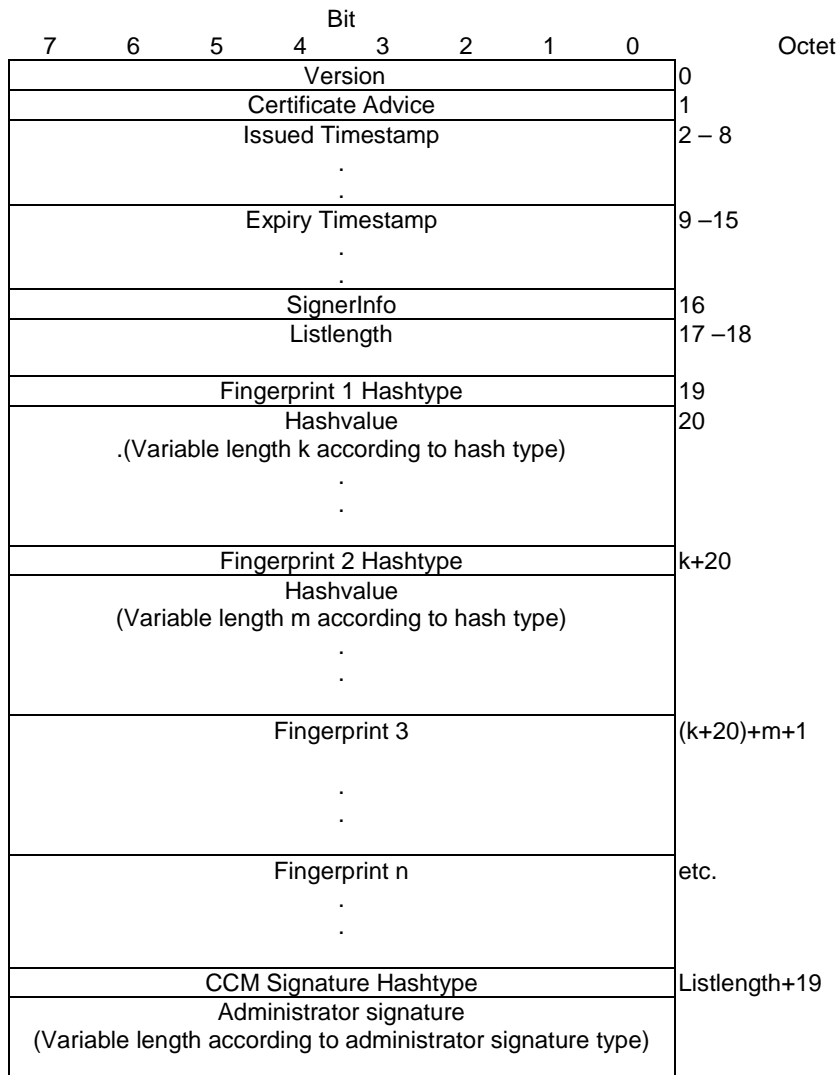 Bit
7 6 5 4 3 2 1 0 Octet
Version 0
Certificate Advice 1
Issued Timestamp 2 – 8
.
.
Expiry Timestamp 9 –15
.
.
SignerInfo 16
Listlength 17 –18
Fingerprint 1 Hashtype 19
Hashvalue 20
.(Variable length k according to hash type)
.
.
Fingerprint 2 Hashtype k+20
Hashvalue
(Variable length m according to hash type)
.
.
Fingerprint 3 (k+20)+m+1
.
.
Fingerprint n etc.
.
.
CCM Signature Hashtype Listlength+19
Administrator signature
(Variable length according to administrator signature type)